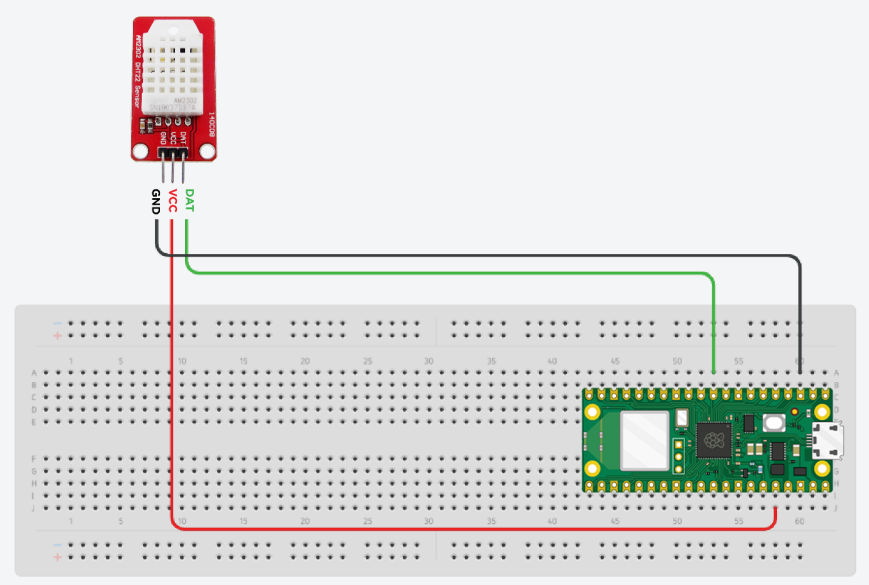 AM2302 DHT22 Sensor
AM2302
14CC08
GND
VCC
DAT
GND
VCC
DAT
- -
+ +
1 5 10 15 20 25 30 35 40 45 50 55 60
A A
B B
C C
D D
E
F
G G
H H
I I
J J
1 5 10 15 20 25 30 35 40 45 50 55 60
- -
+ +